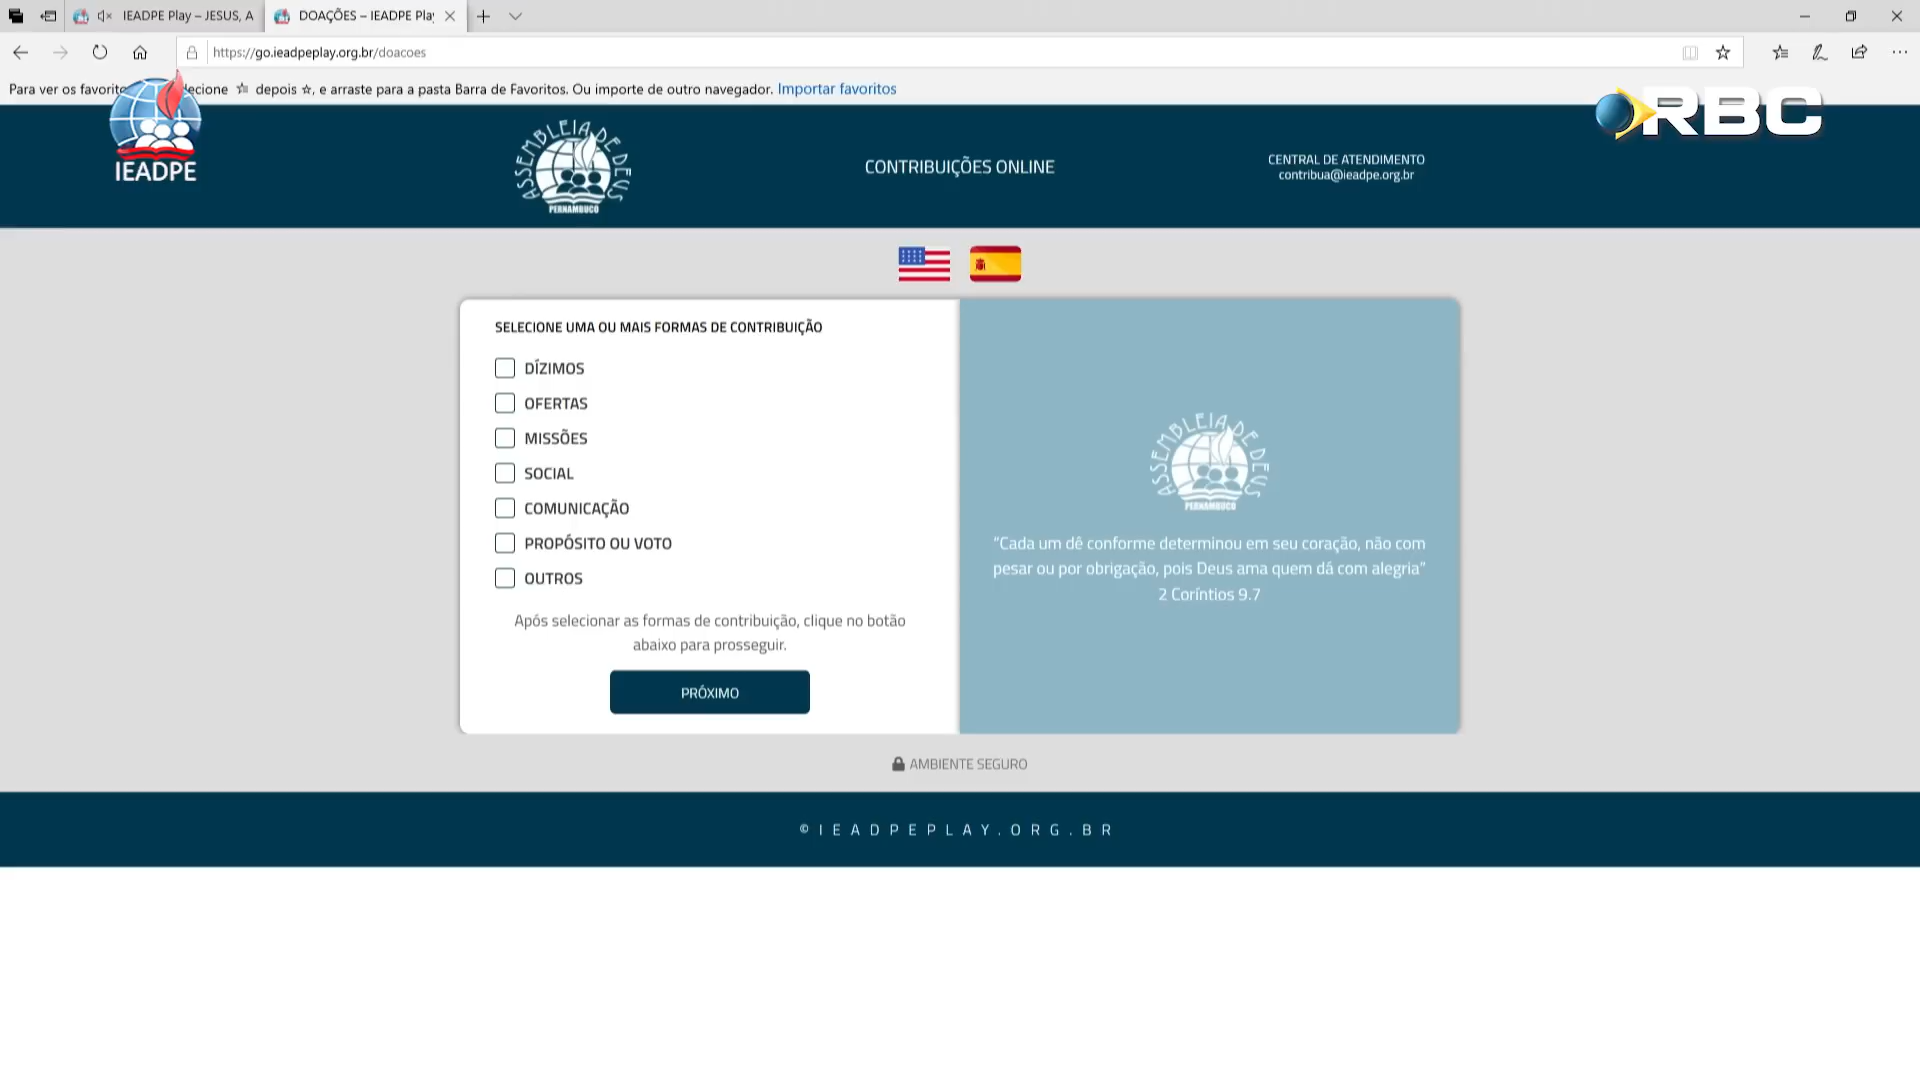 IEADPE Play – JESUS, A
DOAÇÕES – IEADPE Play
https://go.ieadpeplay.org.br/doacoes
Para ver os favorito lecione depois , e arraste para a pasta Barra de Favoritos. Ou importe de outro navegador. Importar favoritos
IEADPE
ASSEMBLEIA DE DEUS
PERNAMBUCO
CONTRIBUIÇÕES ONLINE
CENTRAL DE ATENDIMENTO
contribua@ieadpe.org.br
RBC
SELECIONE UMA OU MAIS FORMAS DE CONTRIBUIÇÃO
DÍZIMOS
OFERTAS
MISSÕES
SOCIAL
COMUNICAÇÃO
PROPÓSITO OU VOTO
OUTROS
Após selecionar as formas de contribuição, clique no botão
abaixo para prosseguir.
PRÓXIMO
ASSEMBLEIA DE DEUS
PERNAMBUCO
“Cada um dê conforme determinou em seu coração, não com
pesar ou por obrigação, pois Deus ama quem dá com alegria”
2 Coríntios 9.7
AMBIENTE SEGURO
© IEADPEPLAY.ORG.BR